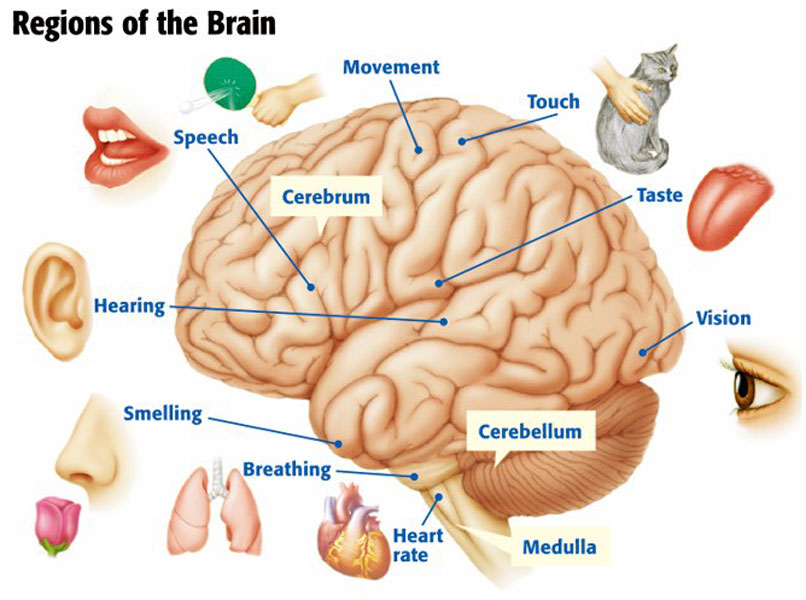 Regions of the Brain
Movement
Touch
Speech
Cerebrum
Taste
Hearing
Vision
Smelling
Cerebellum
Breathing
Heart
rate
Medulla